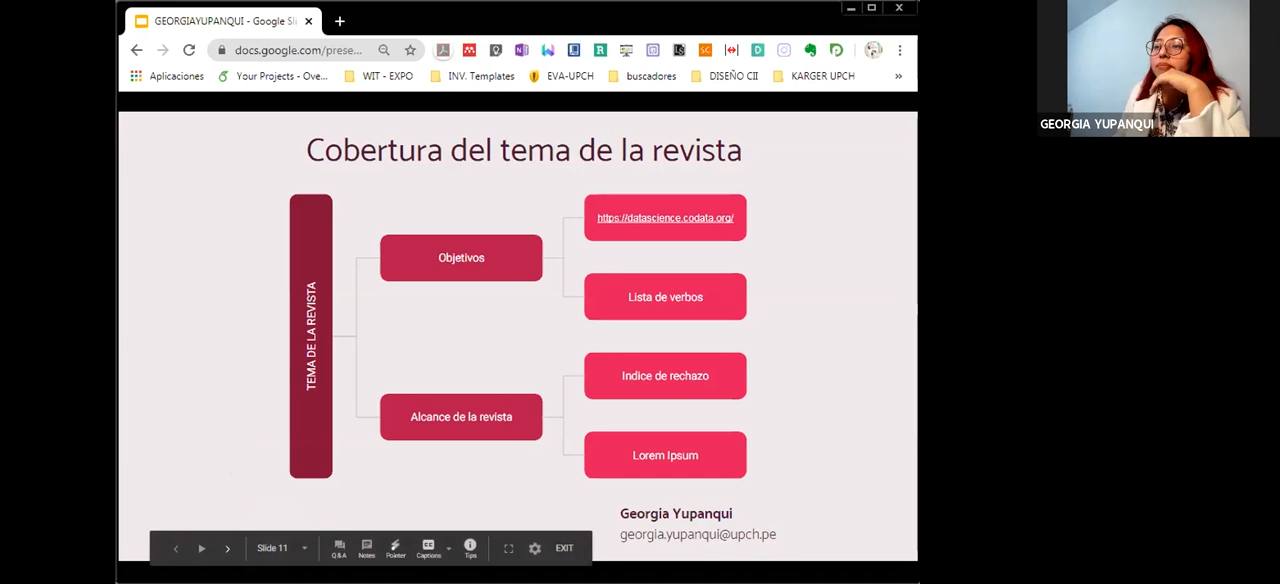 GEORGIAYUPANQUI - Google Sli
docs.google.com/prese...
Aplicaciones
Your Projects - Ove...
WIT - EXPO
INV. Templates
EVA-UPCH
buscadores
DISEÑO CII
KARGER UPCH
GEORGIA YUPANQUI
Cobertura del tema de la revista
TEMA DE LA REVISTA
Objetivos
https://datascience.codata.org/
Lista de verbos
Alcance de la revista
Indice de rechazo
Lorem Ipsum
Georgia Yupanqui
georgia.yupanqui@upch.pe
Slide 11
Q&A
Notes
Pointer
Captions
Tips
EXIT